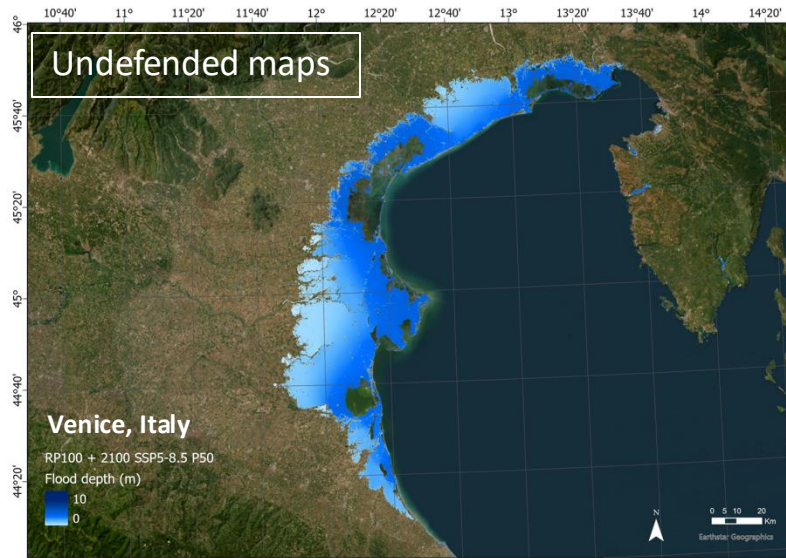 10°40' 11° 11°20' 11°40' 12° 12°20' 12°40' 13° 13°20' 13°40' 14° 14°20'
46°
Undefended maps
45°40'
45°20'
45°
44°40'
44°20'
Venice, Italy
RP100 + 2100 SSP5-8.5 P50
Flood depth (m)
10
0
N
0 5 10 20
Km
Earthstar Geographics